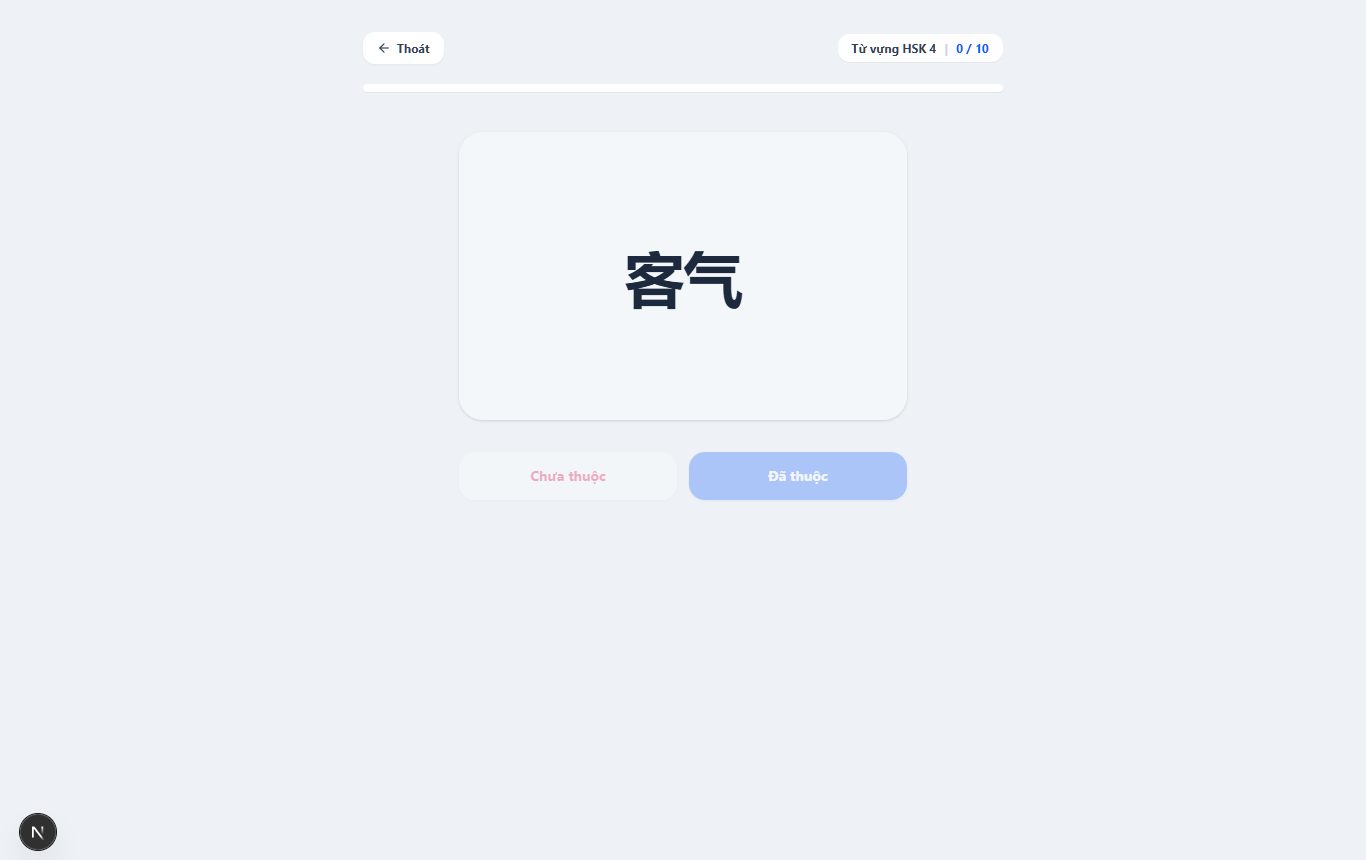 Thoát
Từ vựng HSK 4 | 0 / 10
客气
Chưa thuộc
Đã thuộc
N